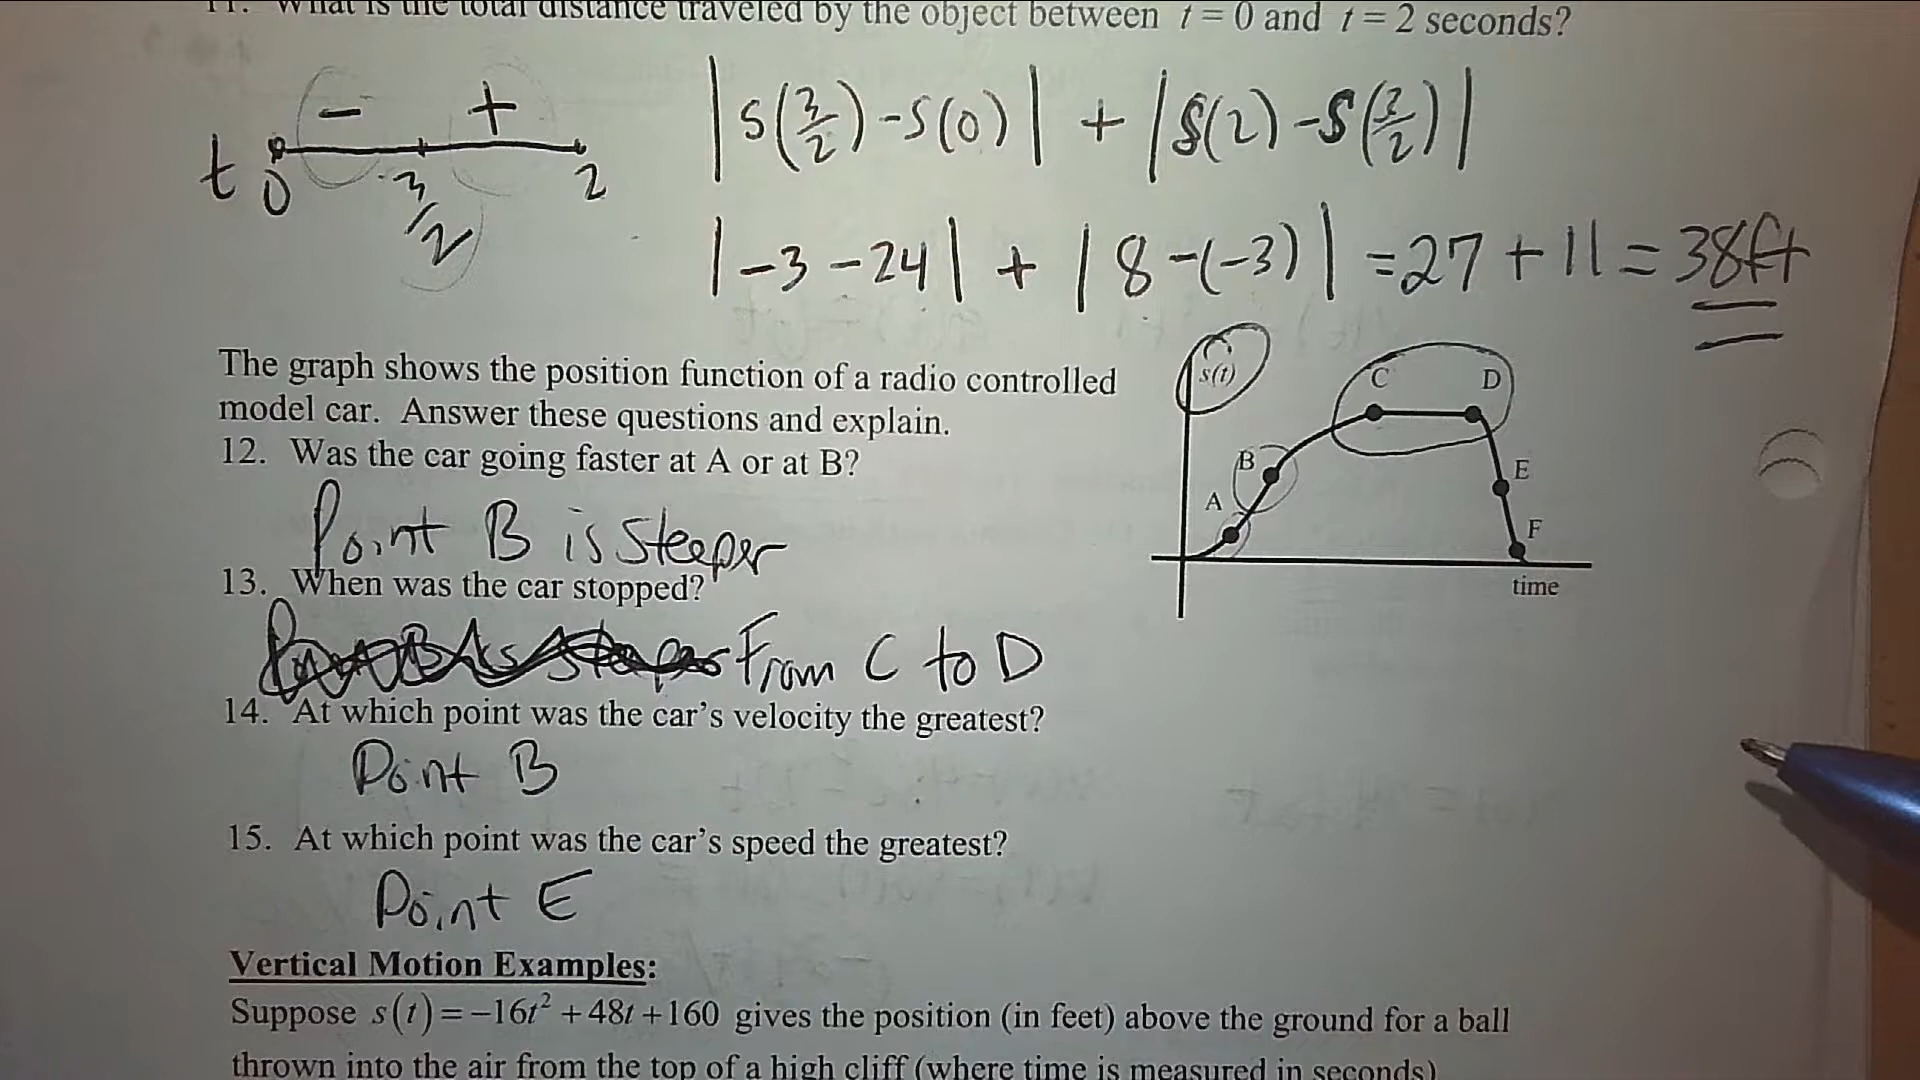 11. What is the total distance traveled by the object between t = 0 and t = 2 seconds?
− +
t 0 3/2 2
|s(3/2) - s(0)| + |s(2) - s(3/2)|
|-3 - 24| + |8 - (-3)| = 27 + 11 = 38ft
The graph shows the position function of a radio controlled
model car. Answer these questions and explain.
12. Was the car going faster at A or at B?
Point B is Steeper
13. When was the car stopped?
From C to D
14. At which point was the car's velocity the greatest?
Point B
15. At which point was the car's speed the greatest?
Point E
s(t)
C D
B E
A F
time
Vertical Motion Examples:
Suppose s(t) = −16t² + 48t + 160 gives the position (in feet) above the ground for a ball
thrown into the air from the top of a high cliff (where time is measured in seconds)